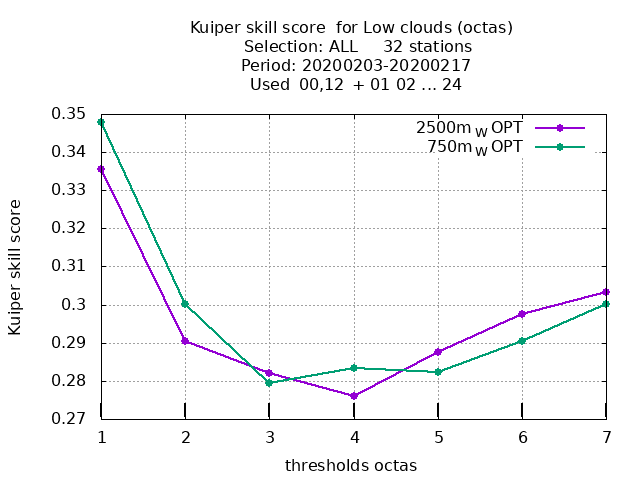 Kuiper skill score  for Low clouds (octas)
Selection: ALL     32 stations
Period: 20200203-20200217
Used  00,12  + 01 02 ... 24
0.35
0.34
0.33
0.32
0.31
0.3
0.29
0.28
0.27
Kuiper skill score
2500m W OPT
750m W OPT
1 2 3 4 5 6 7
thresholds octas